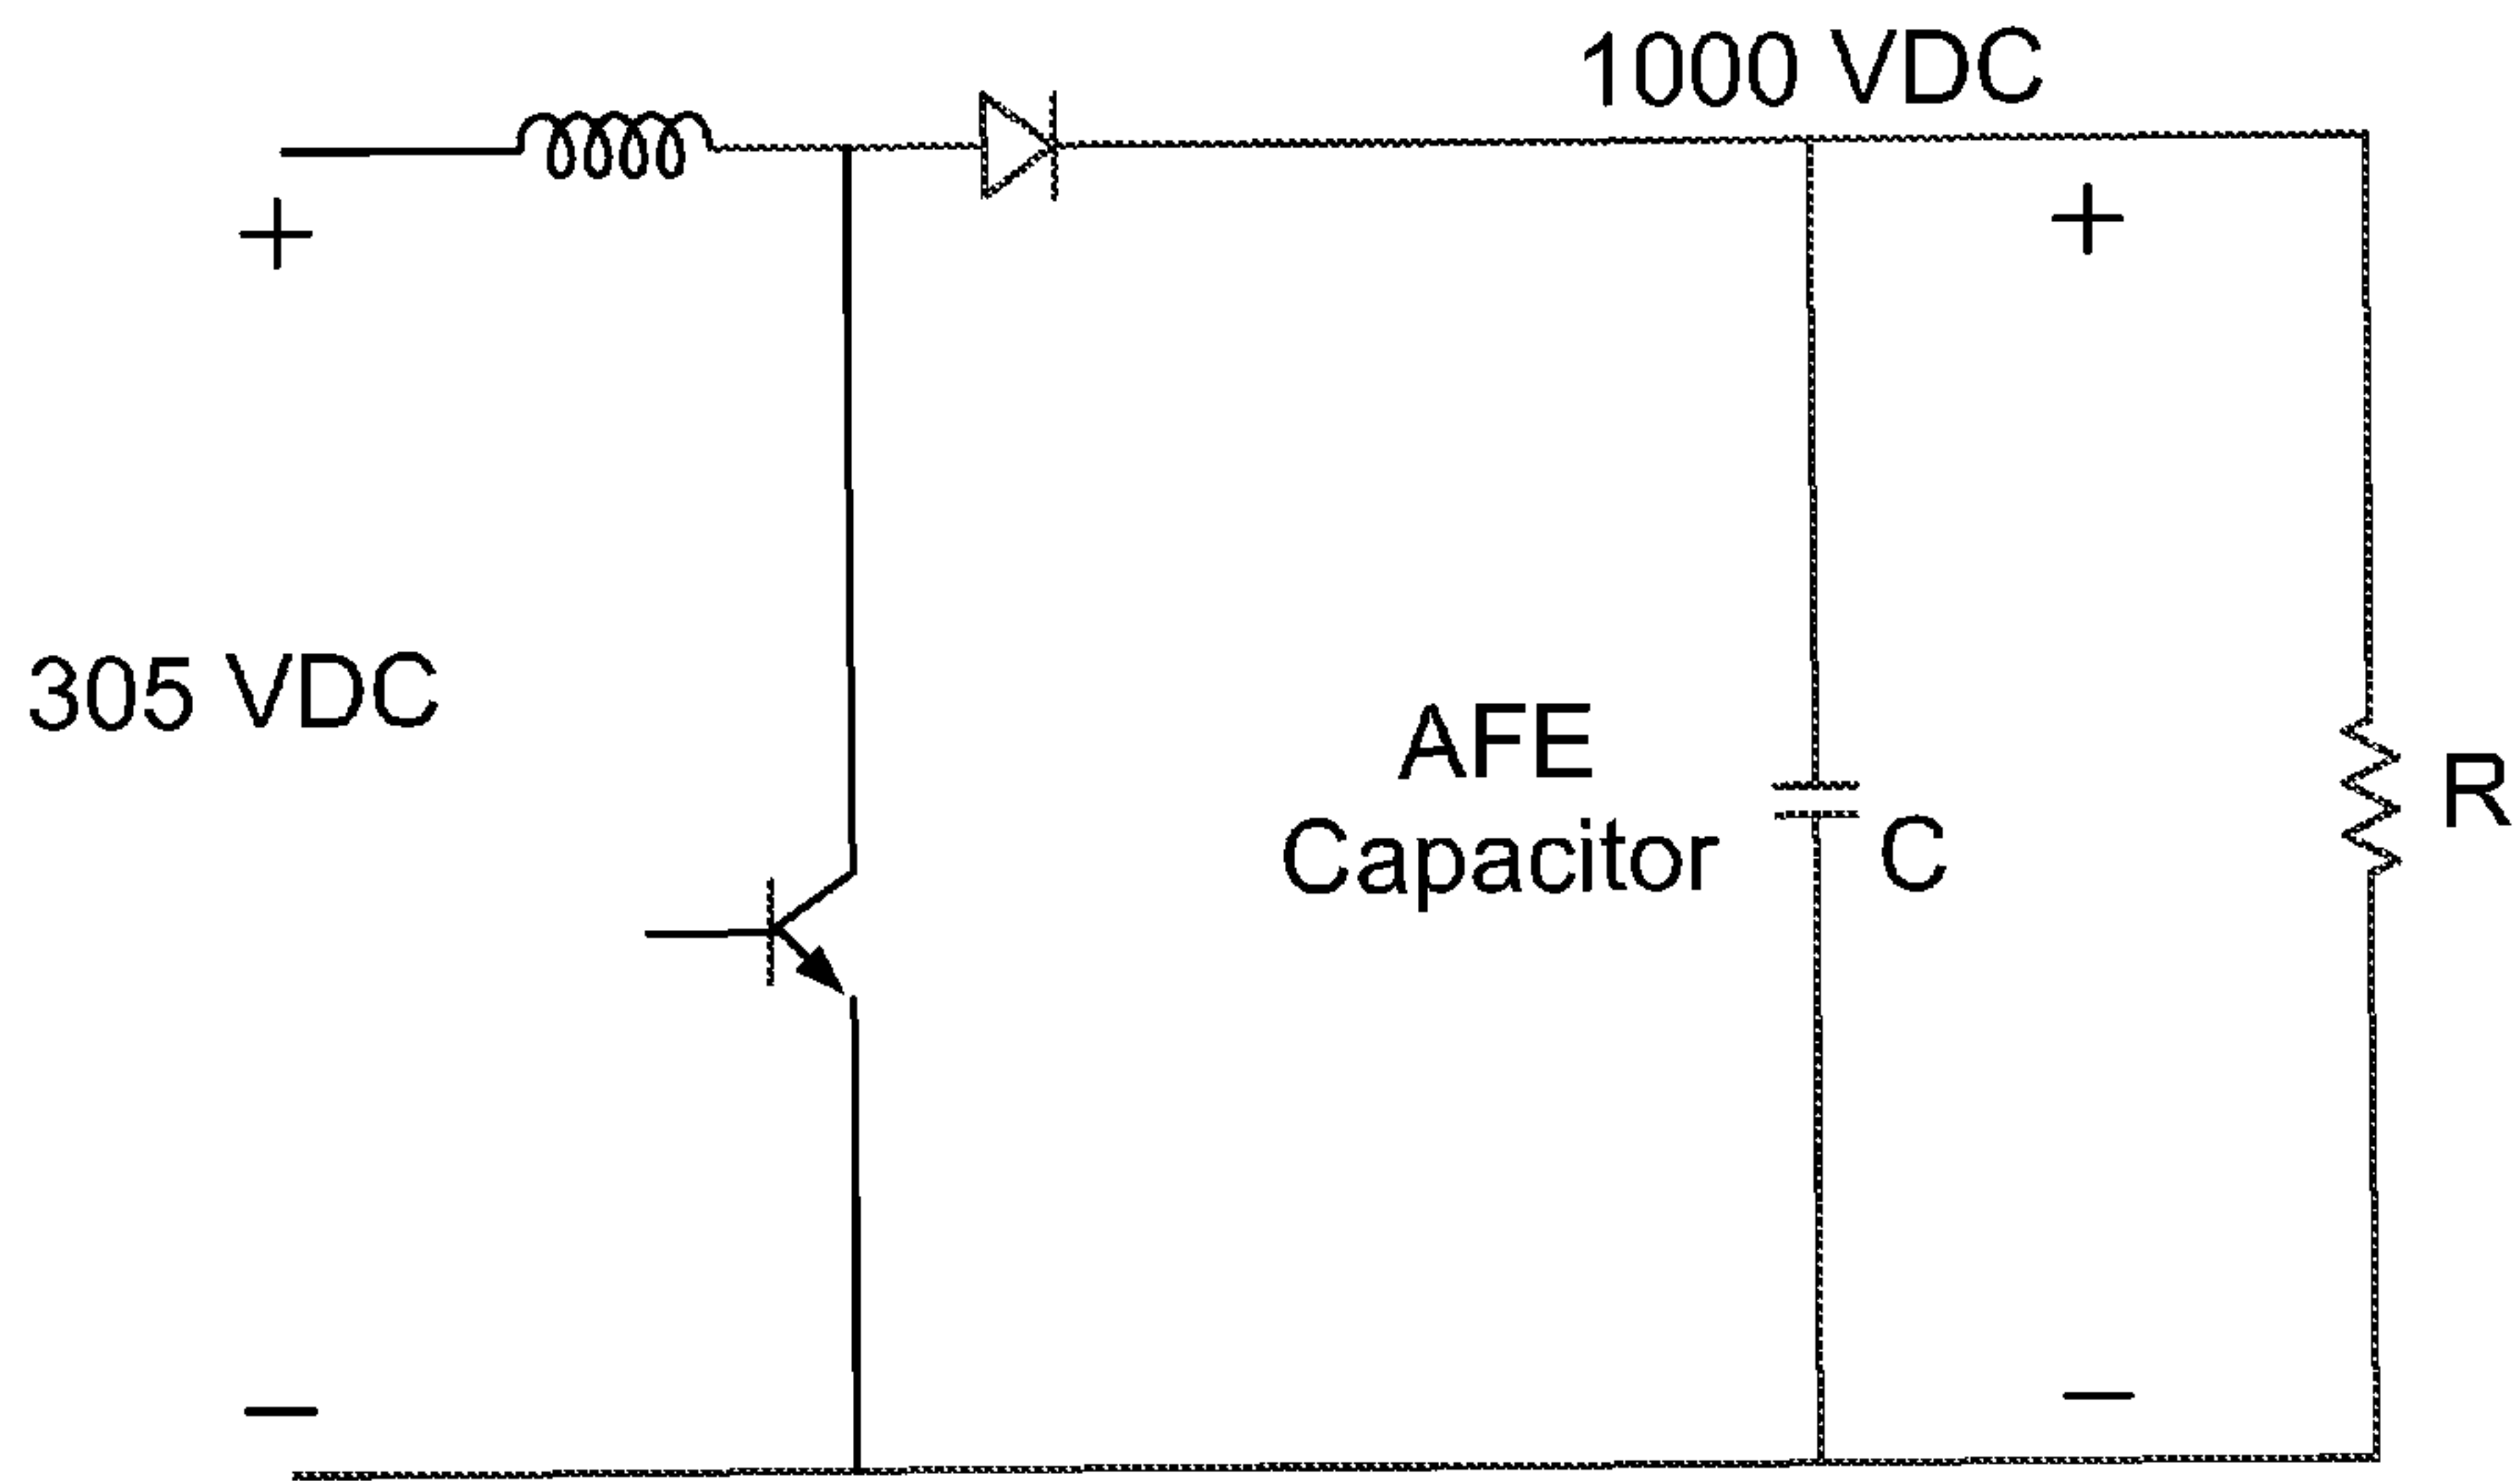 1000 VDC
+
+
305 VDC
AFE
Capacitor
C
R
−
−